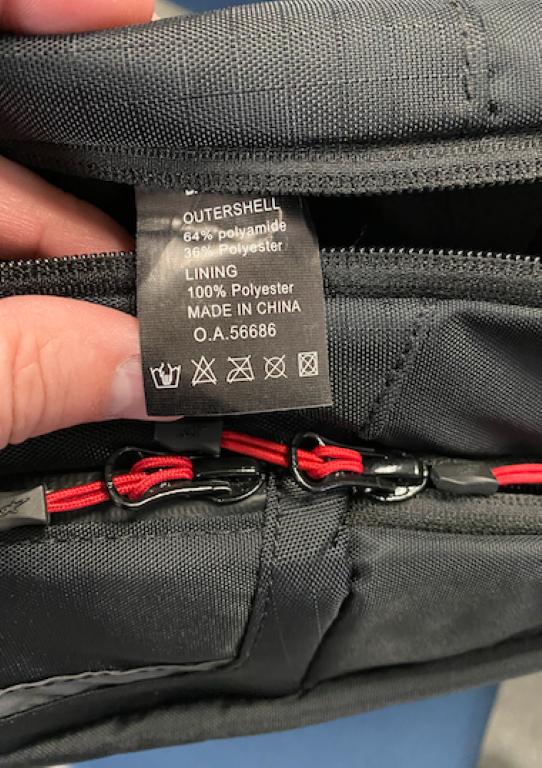 OUTERSHELL
64% polyamide
36% Polyester
LINING
100% Polyester
MADE IN CHINA
O.A.56686